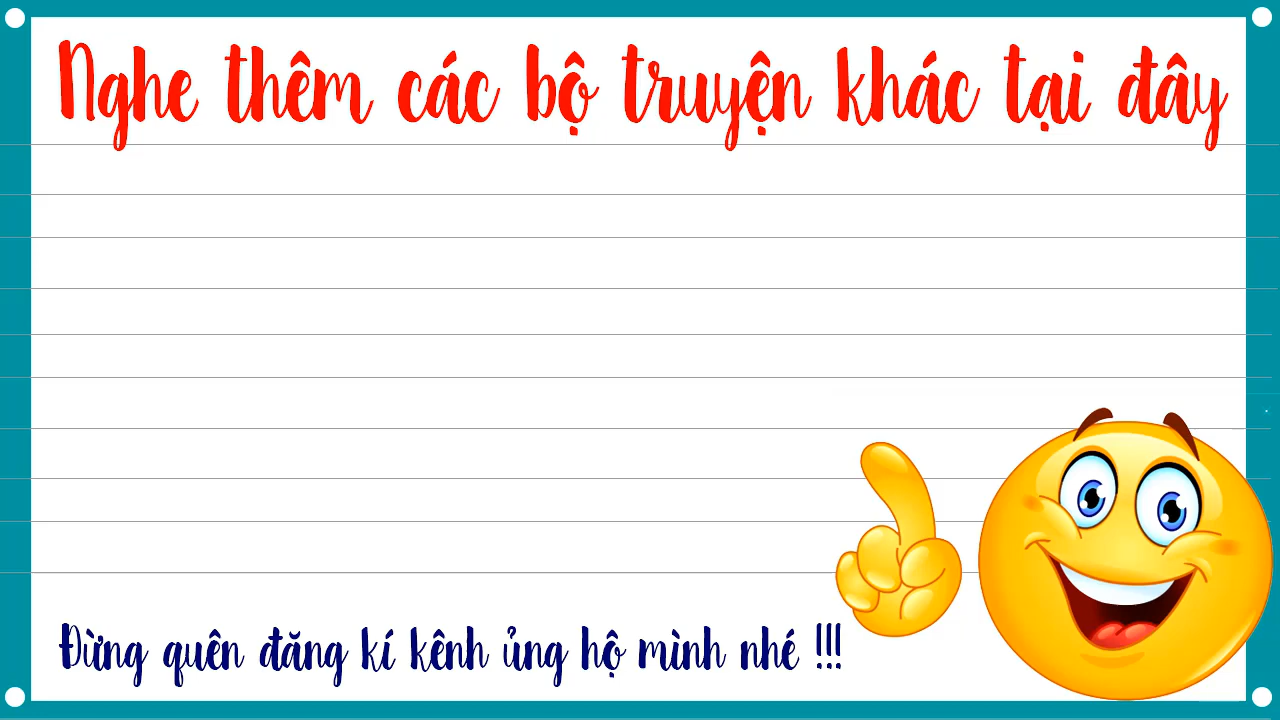 Nghe thêm các bộ truyện khác tại đây
Đừng quên đăng kí kênh ủng hộ mình nhé !!!